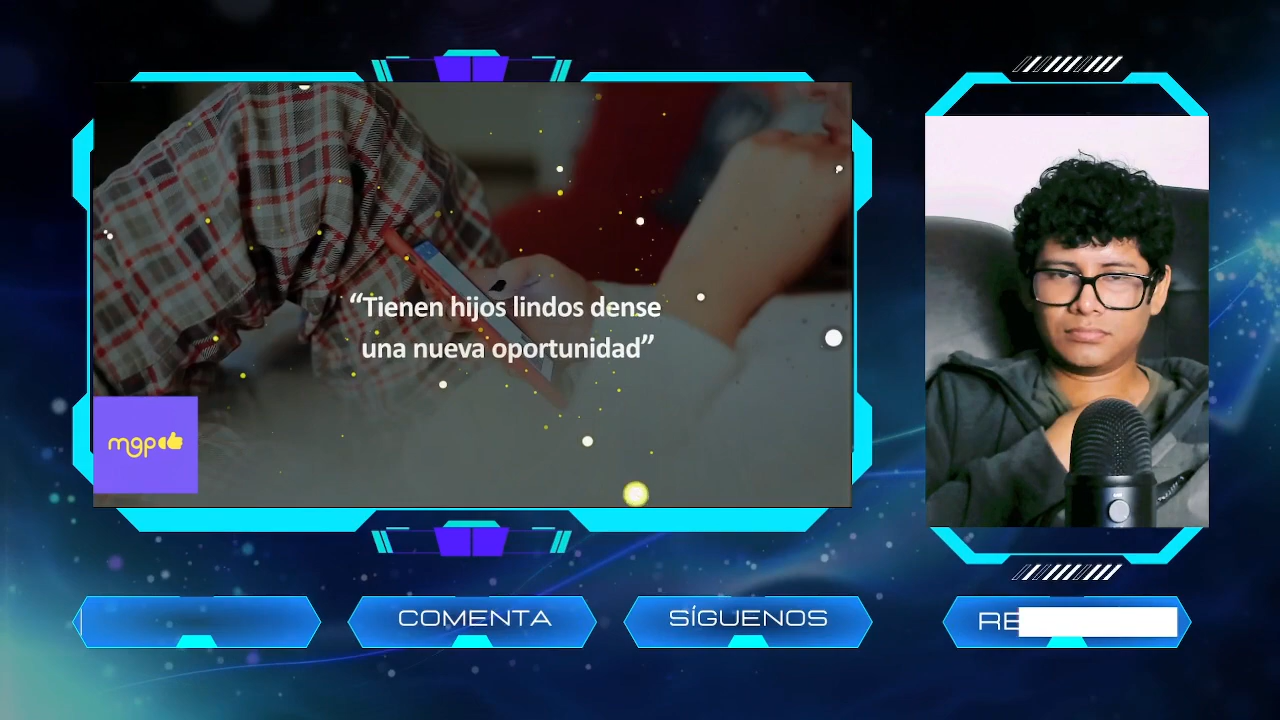 “Tienen hijos lindos dense
una nueva oportunidad”
mgp
COMENTA
SÍGUENOS
RE